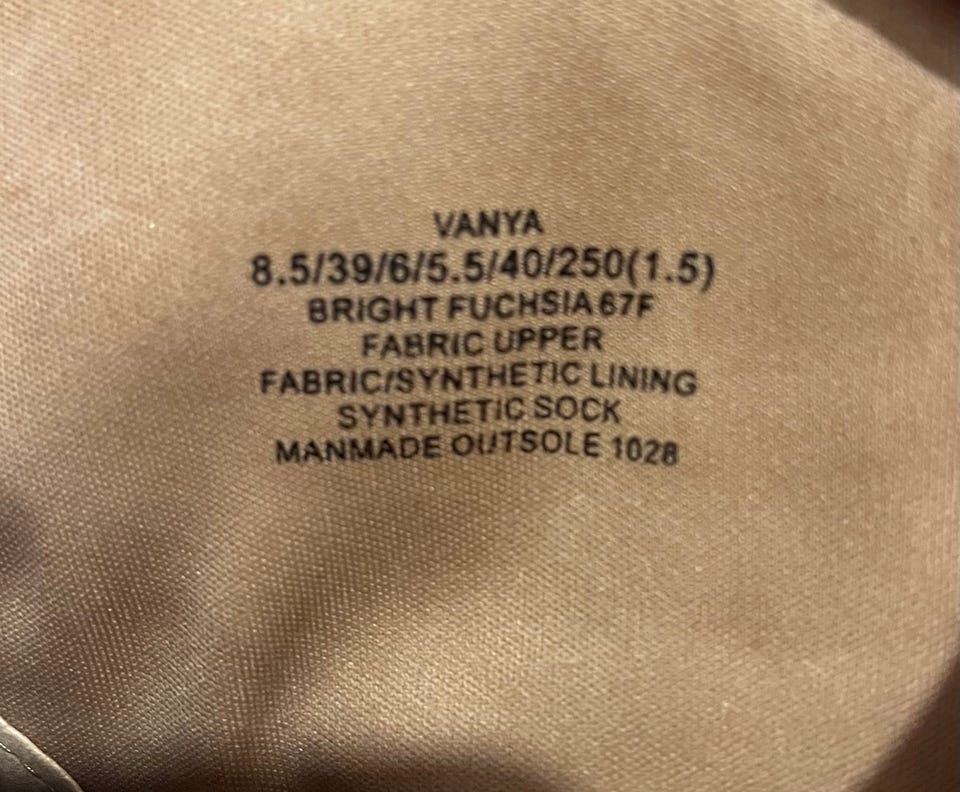 VANYA
8.5/39/6/5.5/40/250(1.5)
BRIGHT FUCHSIA 67F
FABRIC UPPER
FABRIC/SYNTHETIC LINING
SYNTHETIC SOCK
MANMADE OUTSOLE 1028